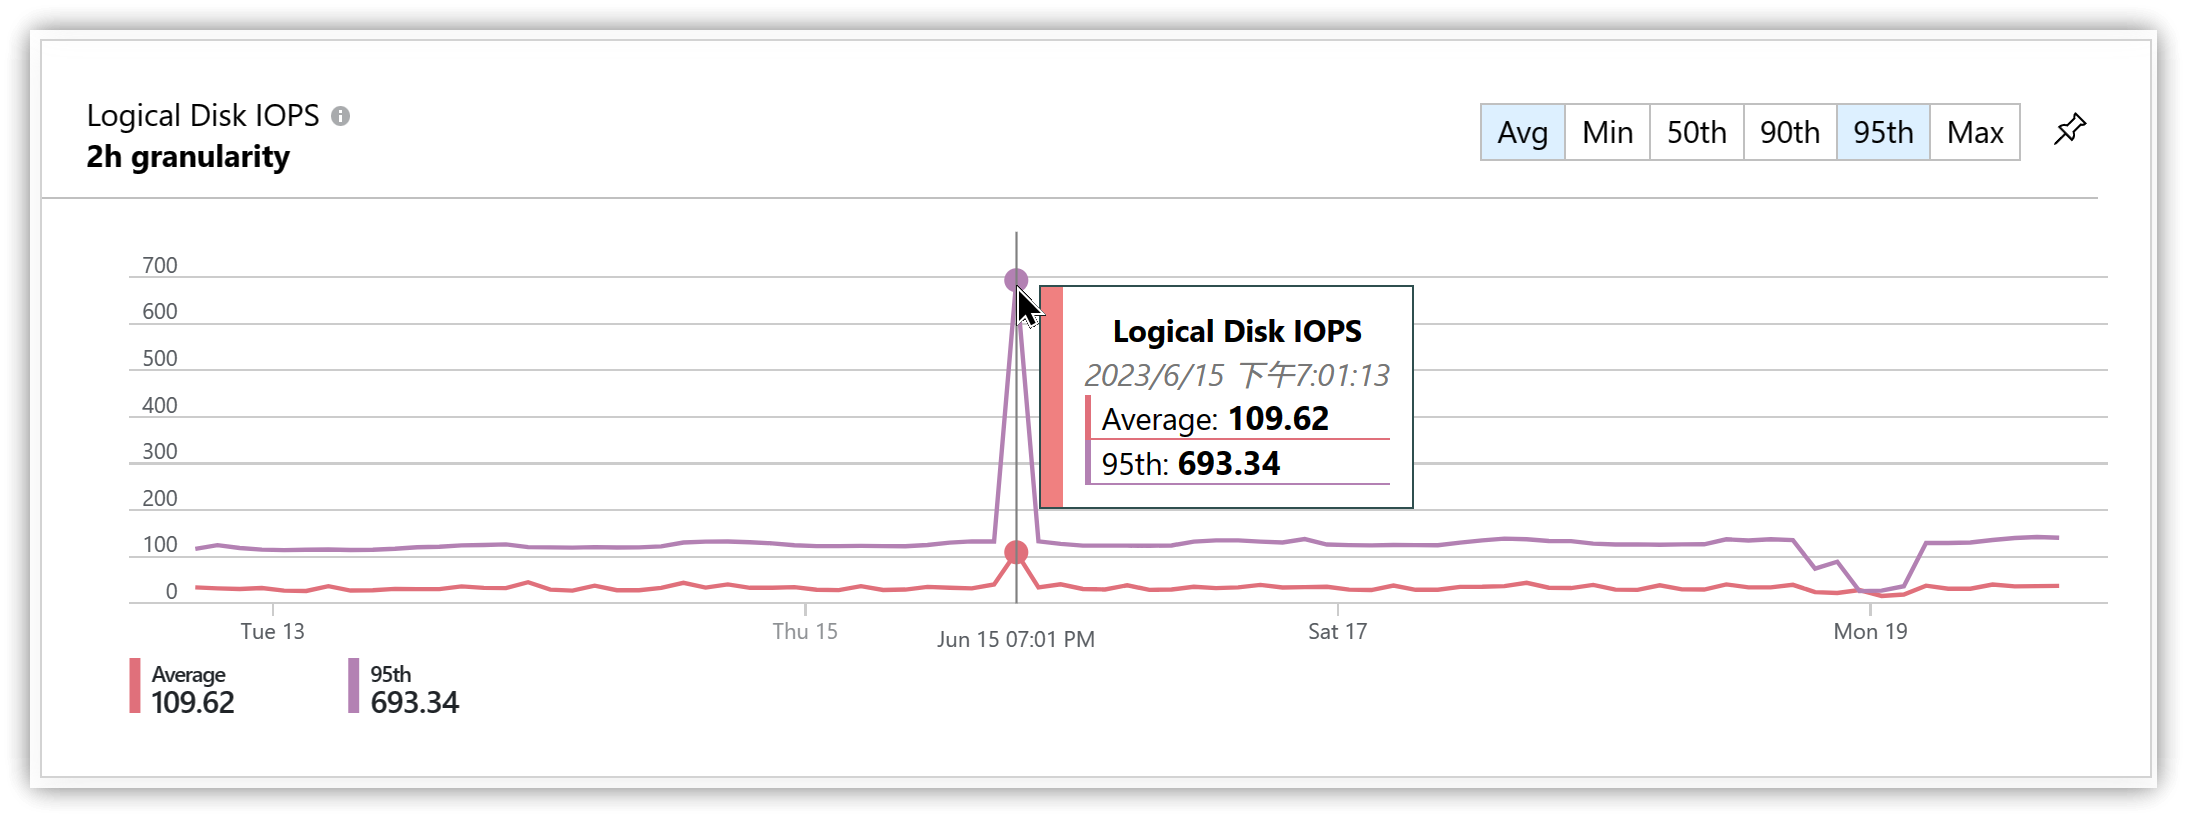 Logical Disk IOPS
2h granularity
Avg Min 50th 90th 95th Max
700
600
500
400
300
200
100
0
Logical Disk IOPS
2023/6/15 下午7:01:13
Average: 109.62
95th: 693.34
Tue 13 Thu 15 Jun 15 07:01 PM Sat 17 Mon 19
Average 95th
109.62 693.34